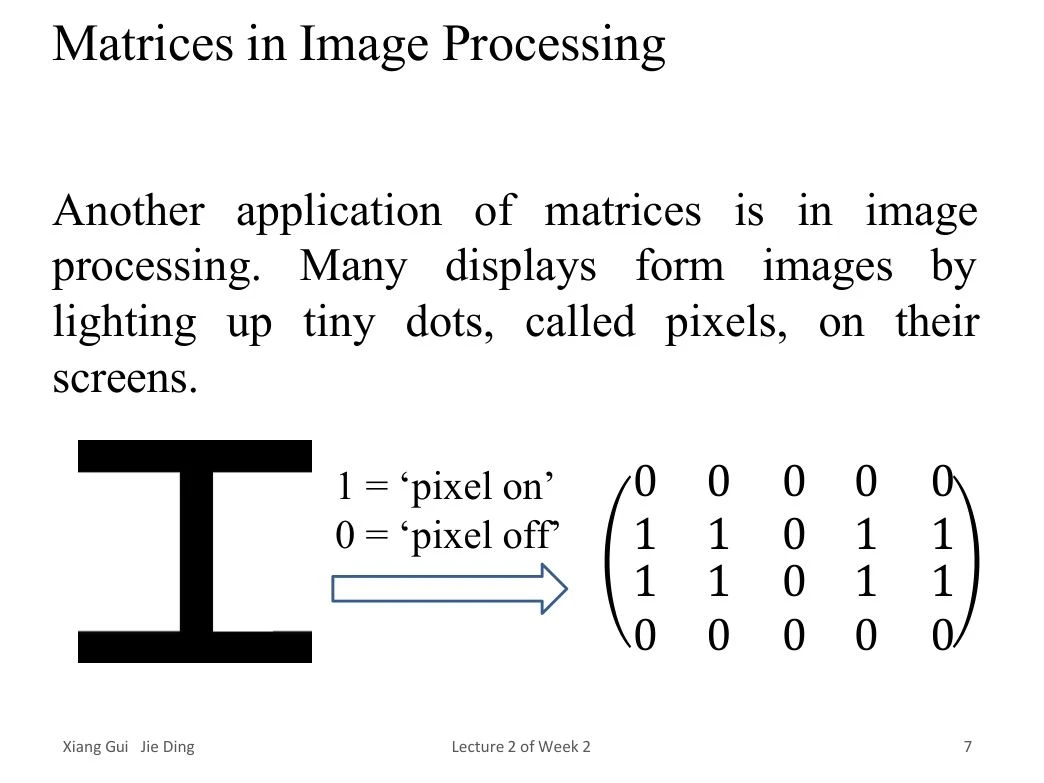 Matrices in Image Processing
Another application of matrices is in image
processing. Many displays form images by
lighting up tiny dots, called pixels, on their
screens.
1 = ‘pixel on’
0 = ‘pixel off’
0 0 0 0 0
1 1 0 1 1
1 1 0 1 1
0 0 0 0 0
Xiang Gui Jie Ding
Lecture 2 of Week 2
7